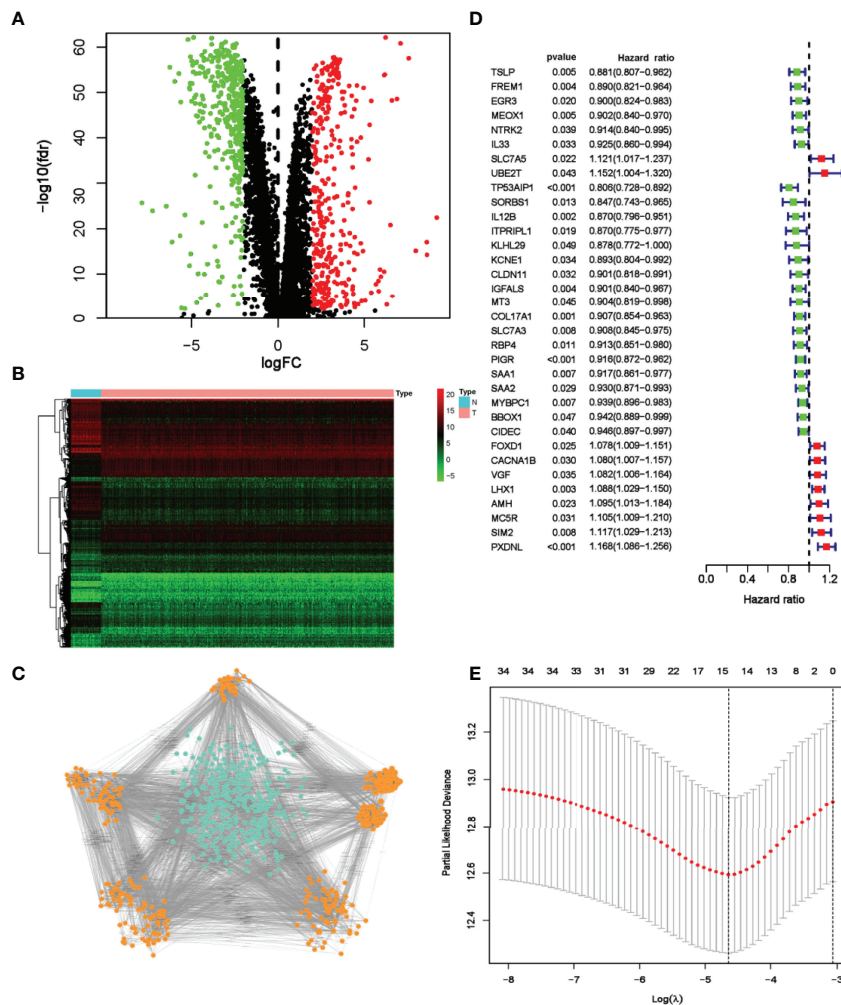 A
60
50
40
30
20
10
0
-log10(fdr)
-5
0
5
logFC
B
Type
Type
N
T
20
15
10
5
0
-5
C
D
pvalue Hazard ratio
TSLP 0.005 0.881(0.807-0.962)
FREM1 0.004 0.890(0.821-0.964)
EGR3 0.020 0.900(0.824-0.983)
MEOX1 0.005 0.902(0.840-0.970)
NTRK2 0.039 0.914(0.840-0.995)
IL33 0.033 0.925(0.860-0.994)
SLC7A5 0.022 1.121(1.017-1.237)
UBE2T 0.043 1.152(1.004-1.320)
TP53AIP1 <0.001 0.806(0.728-0.892)
SORBS1 0.013 0.847(0.743-0.965)
IL12B 0.002 0.870(0.796-0.951)
ITPRIPL1 0.019 0.870(0.775-0.977)
KLHL29 0.049 0.878(0.772-1.000)
KCNE1 0.034 0.893(0.804-0.992)
CLDN11 0.032 0.901(0.818-0.991)
IGFALS 0.004 0.901(0.840-0.967)
MT3 0.045 0.904(0.819-0.998)
COL17A1 0.001 0.907(0.854-0.963)
SLC7A3 0.008 0.908(0.845-0.975)
RBP4 0.011 0.913(0.851-0.980)
PIGR <0.001 0.916(0.872-0.962)
SAA1 0.007 0.917(0.861-0.977)
SAA2 0.029 0.930(0.871-0.993)
MYBPC1 0.007 0.939(0.896-0.983)
BBOX1 0.047 0.942(0.889-0.999)
CIDEC 0.040 0.946(0.897-0.997)
FOXD1 0.025 1.078(1.009-1.151)
CACNA1B 0.030 1.080(1.007-1.157)
VGF 0.035 1.082(1.006-1.164)
LHX1 0.003 1.088(1.029-1.150)
AMH 0.023 1.095(1.013-1.184)
MC5R 0.031 1.105(1.009-1.210)
SIM2 0.008 1.117(1.029-1.213)
PXDNL <0.001 1.168(1.086-1.256)
0.0 0.2 0.4 0.6 0.8 1.2
Hazard ratio
E
34 34 34 33 31 31 29 22 17 15 14 13 8 2 0
13.2
13.0
12.8
12.6
12.4
Partial Likelihood Deviance
-8 -7 -6 -5 -4 -3
Log(λ)